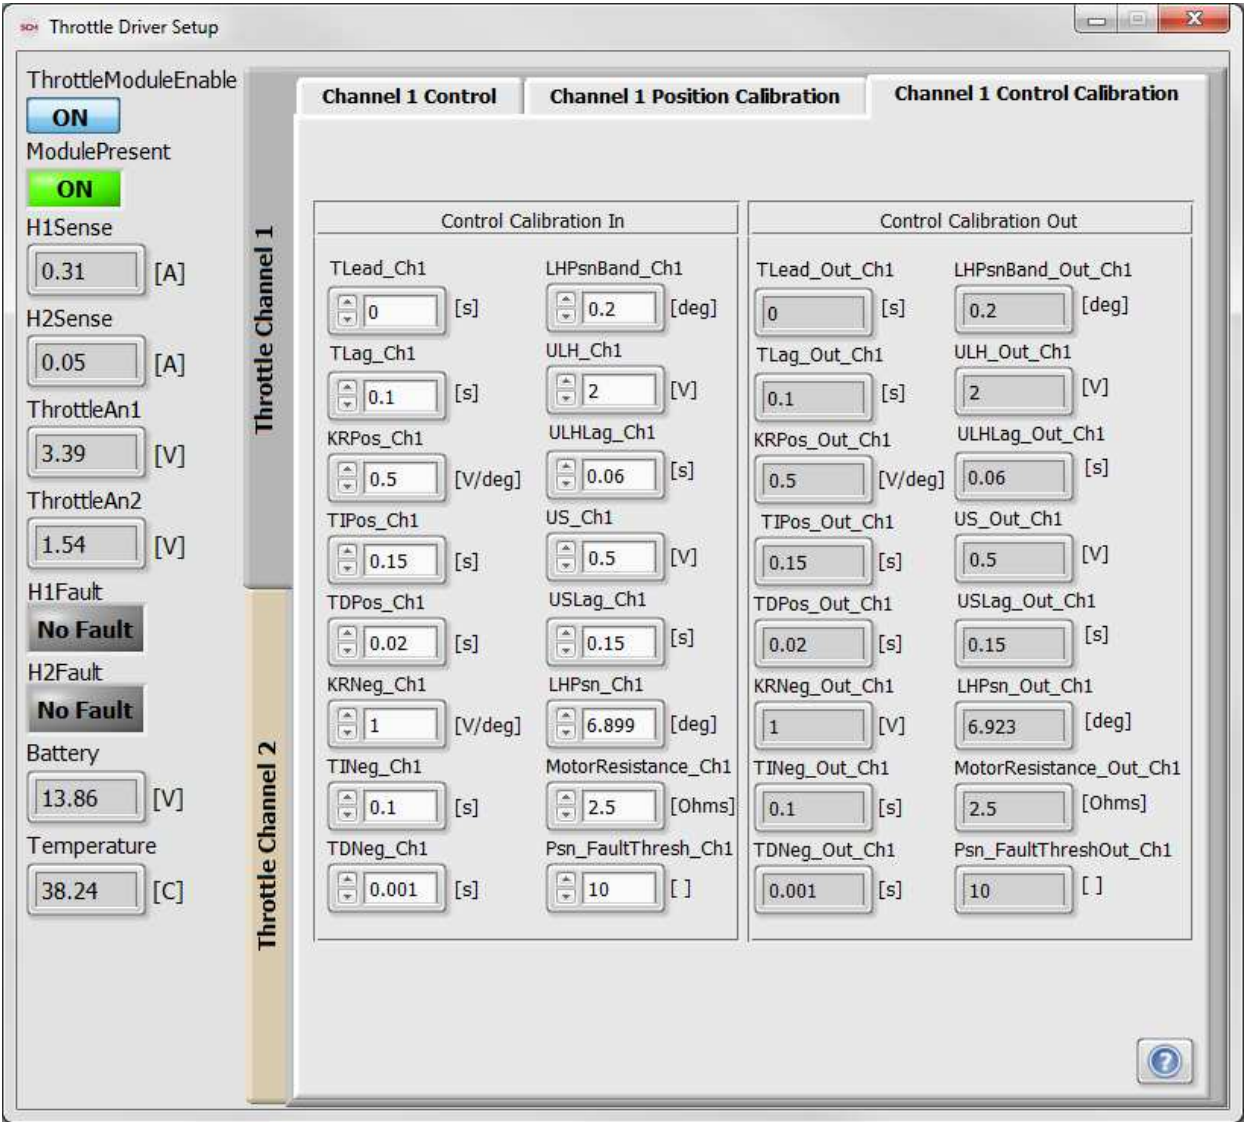 SCM Throttle Driver Setup
ThrottleModuleEnable
ON
ModulePresent
ON
H1Sense
0.31 [A]
H2Sense
0.05 [A]
ThrottleAn1
3.39 [V]
ThrottleAn2
1.54 [V]
H1Fault
No Fault
H2Fault
No Fault
Battery
13.86 [V]
Temperature
38.24 [C]
Throttle Channel 1
Throttle Channel 2
Channel 1 Control
Channel 1 Position Calibration
Channel 1 Control Calibration
Control Calibration In
TLead_Ch1
0 [s]
TLag_Ch1
0.1 [s]
KRPos_Ch1
0.5 [V/deg]
TIPos_Ch1
0.15 [s]
TDPos_Ch1
0.02 [s]
KRNeg_Ch1
1 [V/deg]
TINeg_Ch1
0.1 [s]
TDNeg_Ch1
0.001 [s]
LHPsnBand_Ch1
0.2 [deg]
ULH_Ch1
2 [V]
ULHLag_Ch1
0.06 [s]
US_Ch1
0.5 [V]
USLag_Ch1
0.15 [s]
LHPsn_Ch1
6.899 [deg]
MotorResistance_Ch1
2.5 [Ohms]
Psn_FaultThresh_Ch1
10 [ ]
Control Calibration Out
TLead_Out_Ch1
0 [s]
TLag_Out_Ch1
0.1 [s]
KRPos_Out_Ch1
0.5 [V/deg]
TIPos_Out_Ch1
0.15 [s]
TDPos_Out_Ch1
0.02 [s]
KRNeg_Out_Ch1
1 [V]
TINeg_Out_Ch1
0.1 [s]
TDNeg_Out_Ch1
0.001 [s]
LHPsnBand_Out_Ch1
0.2 [deg]
ULH_Out_Ch1
2 [V]
ULHLag_Out_Ch1
0.06 [s]
US_Out_Ch1
0.5 [V]
USLag_Out_Ch1
0.15 [s]
LHPsn_Out_Ch1
6.923 [deg]
MotorResistance_Out_Ch1
2.5 [Ohms]
Psn_FaultThreshOut_Ch1
10 [ ]
?